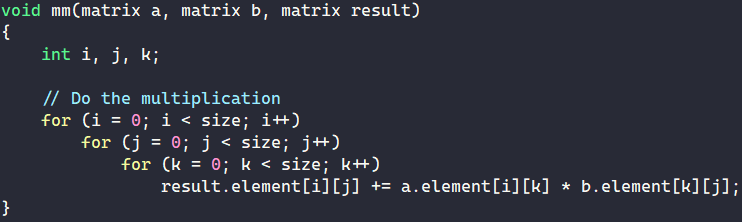 void mm(matrix a, matrix b, matrix result)
{
    int i, j, k;

    // Do the multiplication
    for (i = 0; i < size; i++)
        for (j = 0; j < size; j++)
            for (k = 0; k < size; k++)
                result.element[i][j] += a.element[i][k] * b.element[k][j];
}